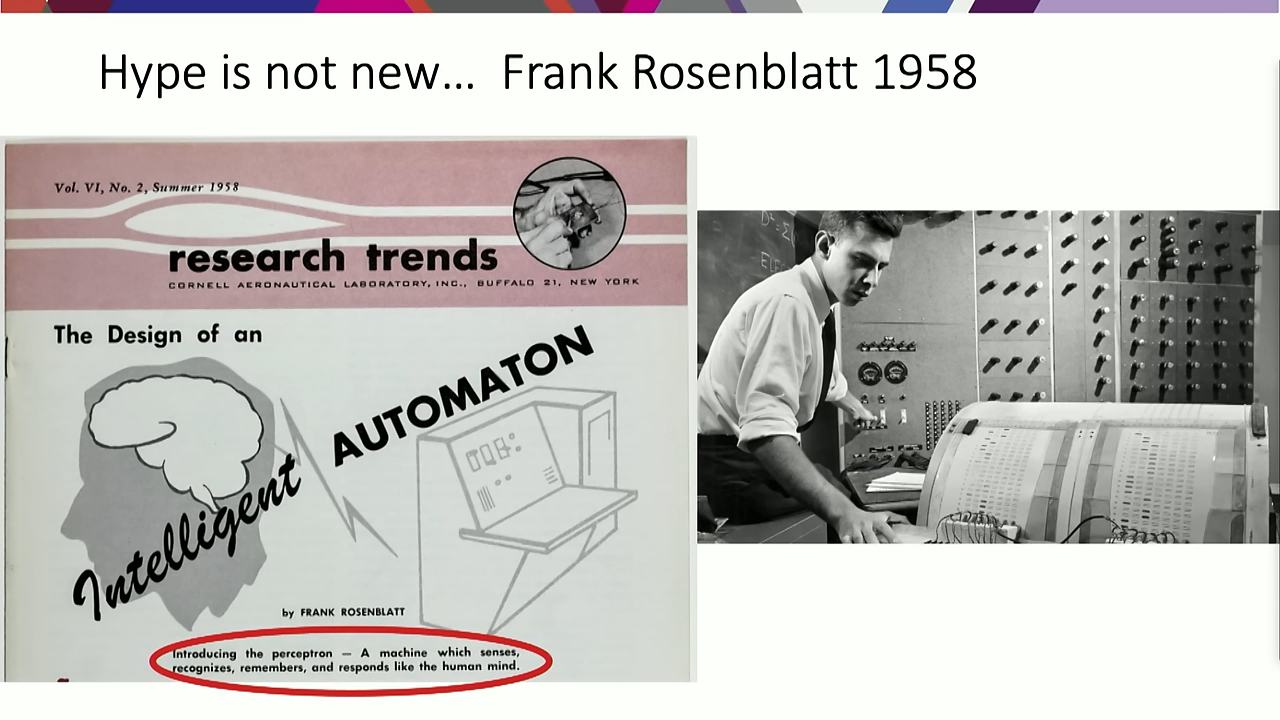 Hype is not new… Frank Rosenblatt 1958
Vol. VI, No. 2, Summer 1958
research trends
CORNELL AERONAUTICAL LABORATORY, INC., BUFFALO 21, NEW YORK
The Design of an
Intelligent AUTOMATON
by FRANK ROSENBLATT
Introducing the perceptron — A machine which senses,
recognizes, remembers, and responds like the human mind.